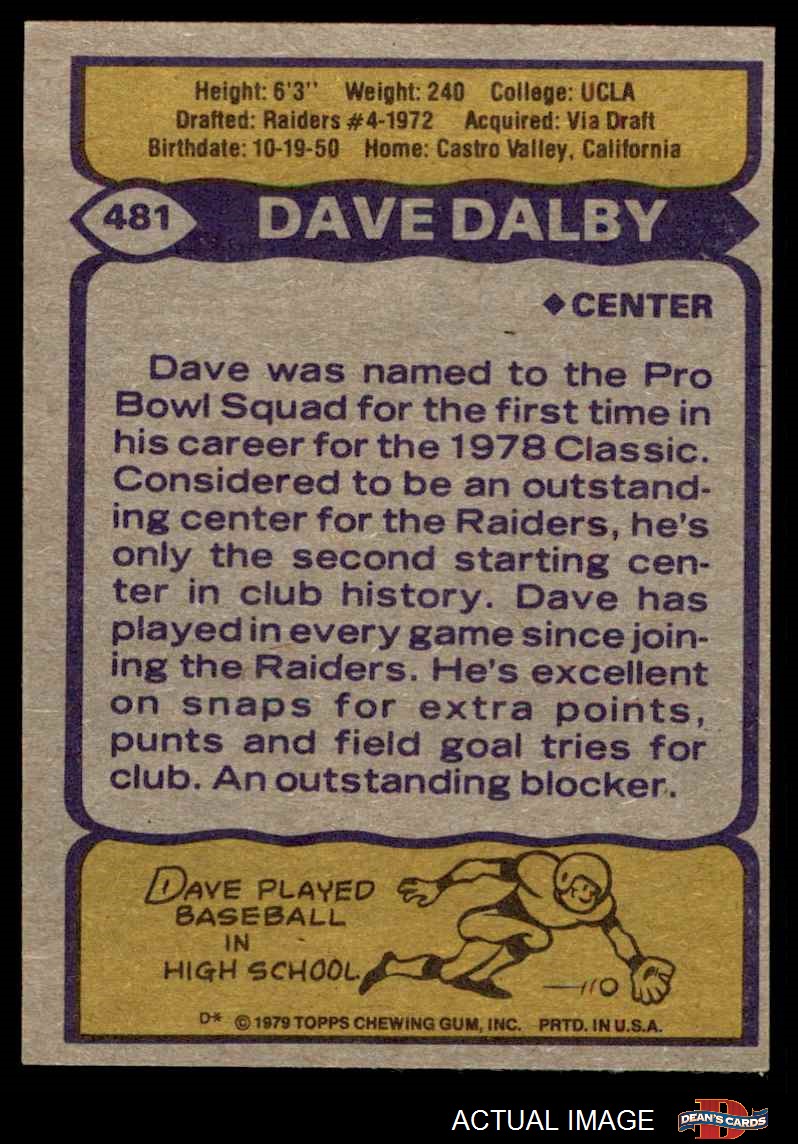 Height: 6'3" Weight: 240 College: UCLA
Drafted: Raiders #4-1972 Acquired: Via Draft
Birthdate: 10-19-50 Home: Castro Valley, California
481 DAVE DALBY
◆CENTER
Dave was named to the Pro
Bowl Squad for the first time in
his career for the 1978 Classic.
Considered to be an outstand-
ing center for the Raiders, he's
only the second starting cen-
ter in club history. Dave has
played in every game since join-
ing the Raiders. He's excellent
on snaps for extra points,
punts and field goal tries for
club. An outstanding blocker.
DAVE PLAYED
BASEBALL
IN
HIGH SCHOOL
D* © 1979 TOPPS CHEWING GUM, INC. PRTD. IN U.S.A.
ACTUAL IMAGE
D
DEAN'S CARDS